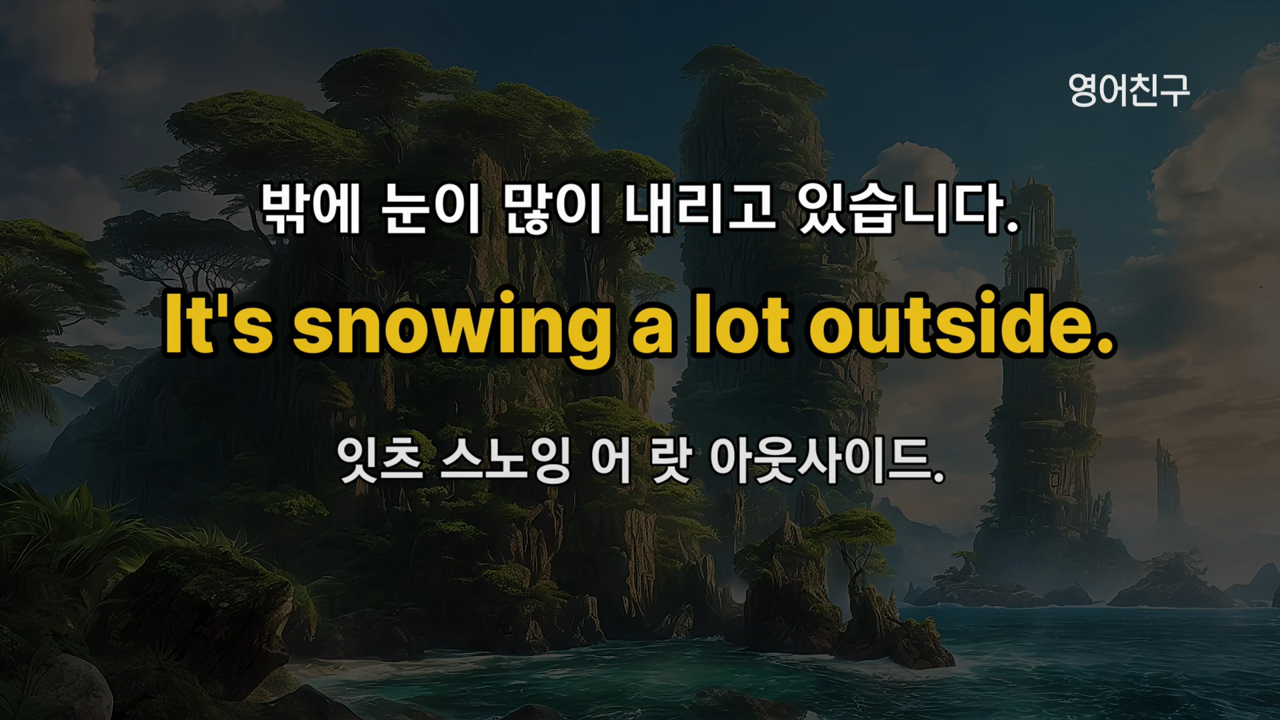 영어친구
밖에 눈이 많이 내리고 있습니다.
It's snowing a lot outside.
잇츠 스노잉 어 랏 아웃사이드.